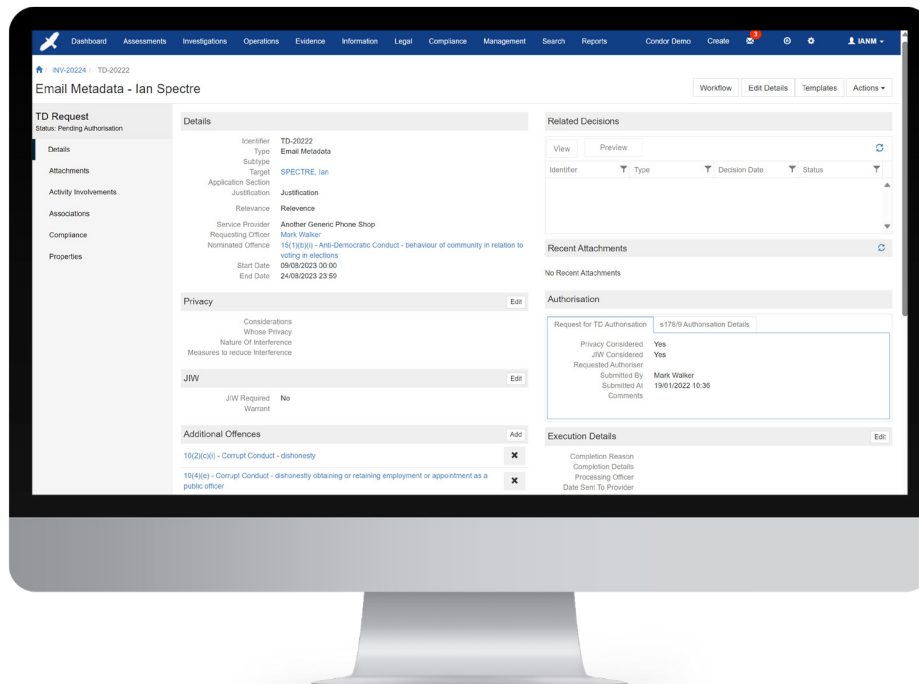 Dashboard Assessments Investigations Operations Evidence Information Legal Compliance Management Search Reports Condor Demo Create 3 IANM
/ INV-20224 / TD-20222
Email Metadata - Ian Spectre
Workflow Edit Details Templates Actions
TD Request
Status: Pending Authorisation
Details
Attachments
Activity Involvements
Associations
Compliance
Properties
Details
Identifier TD-20222
Type Email Metadata
Subtype
Target SPECTRE, Ian
Application Section
Justification Justification
Relevance Relevence
Service Provider Another Generic Phone Shop
Requesting Officer Mark Walker
Nominated Offence 15(1)(b)(i) - Anti-Democratic Conduct - behaviour of community in relation to
voting in elections
Start Date 09/08/2023 00:00
End Date 24/08/2023 23:59
Privacy Edit
Considerations
Whose Privacy
Nature Of Interference
Measures to reduce Interference
JIW Edit
JIW Required No
Warrant
Additional Offences Add
10(2)(c)(i) - Corrupt Conduct - dishonesty
10(4)(e) - Corrupt Conduct - dishonestly obtaining or retaining employment or appointment as a
public officer
Related Decisions
View Preview
Identifier Type Decision Date Status
Recent Attachments
No Recent Attachments
Authorisation
Request for TD Authorisation s178/9 Authorisation Details
Privacy Considered Yes
JIW Considered Yes
Requested Authoriser
Submitted By Mark Walker
Submitted At 19/01/2022 10:36
Comments
Execution Details Edit
Completion Reason
Completion Details
Processing Officer
Date Sent To Provider